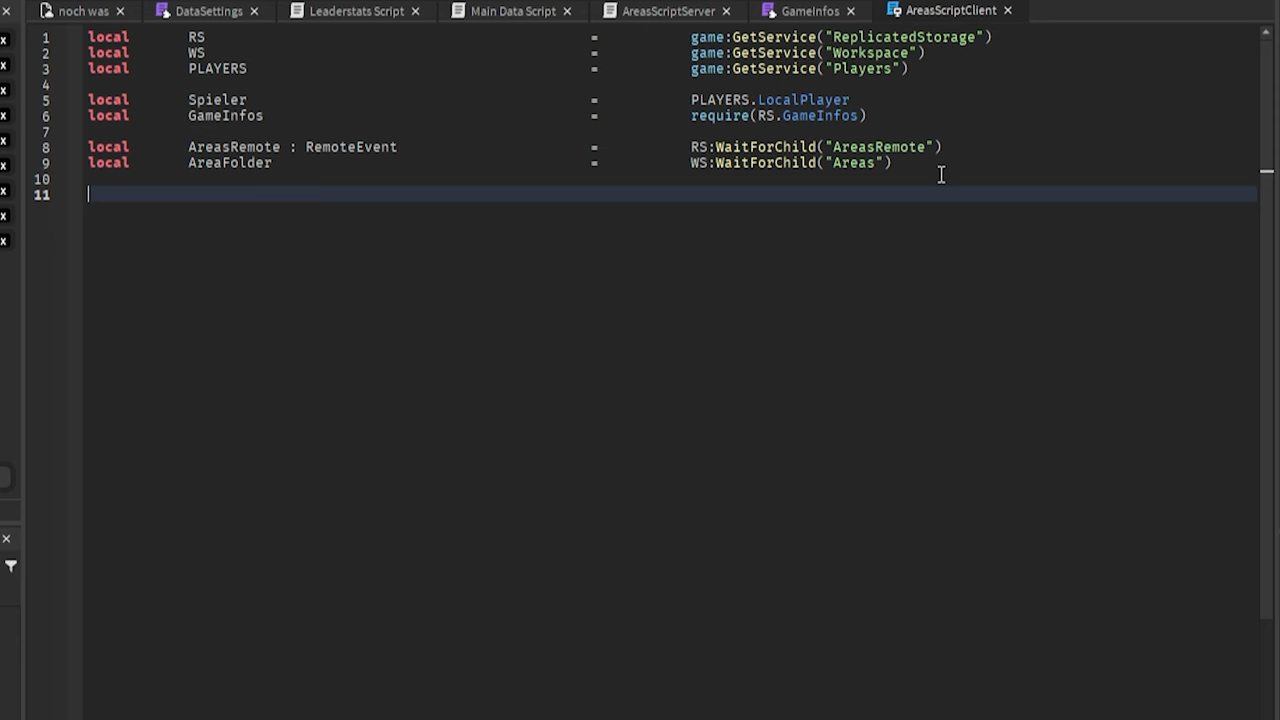 noch was DataSettings Leaderstats Script Main Data Script AreasScriptServer GameInfos AreasScriptClient
1 local RS = game:GetService("ReplicatedStorage")
2 local WS = game:GetService("Workspace")
3 local PLAYERS = game:GetService("Players")
4
5 local Spieler = PLAYERS.LocalPlayer
6 local GameInfos = require(RS.GameInfos)
7
8 local AreasRemote : RemoteEvent = RS:WaitForChild("AreasRemote")
9 local AreaFolder = WS:WaitForChild("Areas")
10
11